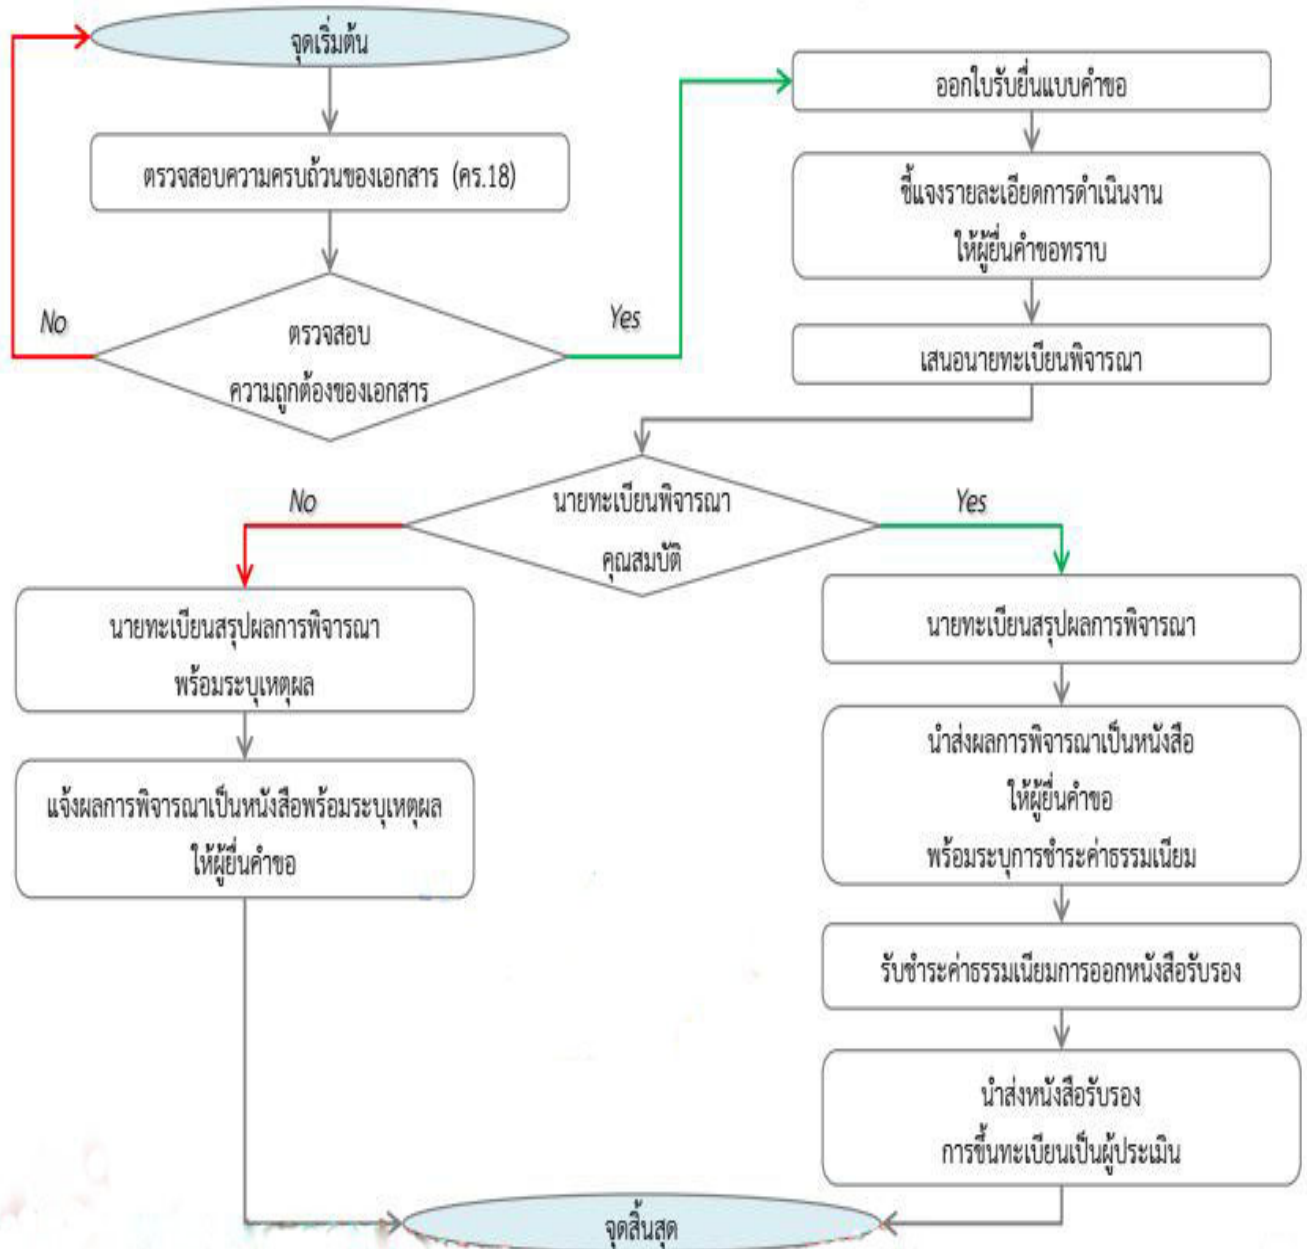 จุดเริ่มต้น
ตรวจสอบความครบถ้วนของเอกสาร (คร.18)
No
ตรวจสอบ
ความถูกต้องของเอกสาร
Yes
ออกใบรับยื่นแบบคำขอ
ชี้แจงรายละเอียดการดำเนินงาน
ให้ผู้ยื่นคำขอทราบ
เสนอนายทะเบียนพิจารณา
นายทะเบียนพิจารณา
คุณสมบัติ
No
Yes
นายทะเบียนสรุปผลการพิจารณา
พร้อมระบุเหตุผล
แจ้งผลการพิจารณาเป็นหนังสือพร้อมระบุเหตุผล
ให้ผู้ยื่นคำขอ
นายทะเบียนสรุปผลการพิจารณา
นำส่งผลการพิจารณาเป็นหนังสือ
ให้ผู้ยื่นคำขอ
พร้อมระบุการชำระค่าธรรมเนียม
รับชำระค่าธรรมเนียมการออกหนังสือรับรอง
นำส่งหนังสือรับรอง
การขึ้นทะเบียนเป็นผู้ประเมิน
จุดสิ้นสุด